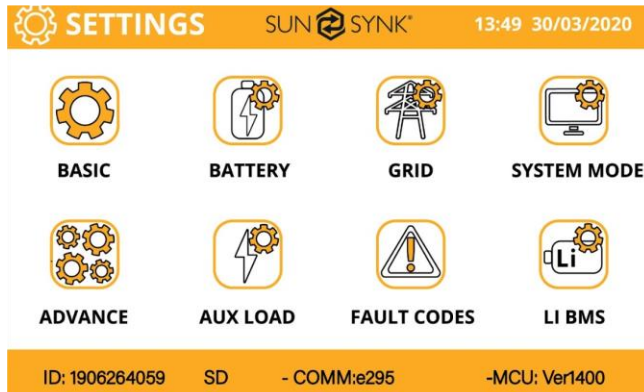 SETTINGS SUN SYNK® 13:49 30/03/2020
BASIC BATTERY GRID SYSTEM MODE
Li
ADVANCE AUX LOAD FAULT CODES LI BMS
ID: 1906264059 SD - COMM:e295 -MCU: Ver1400